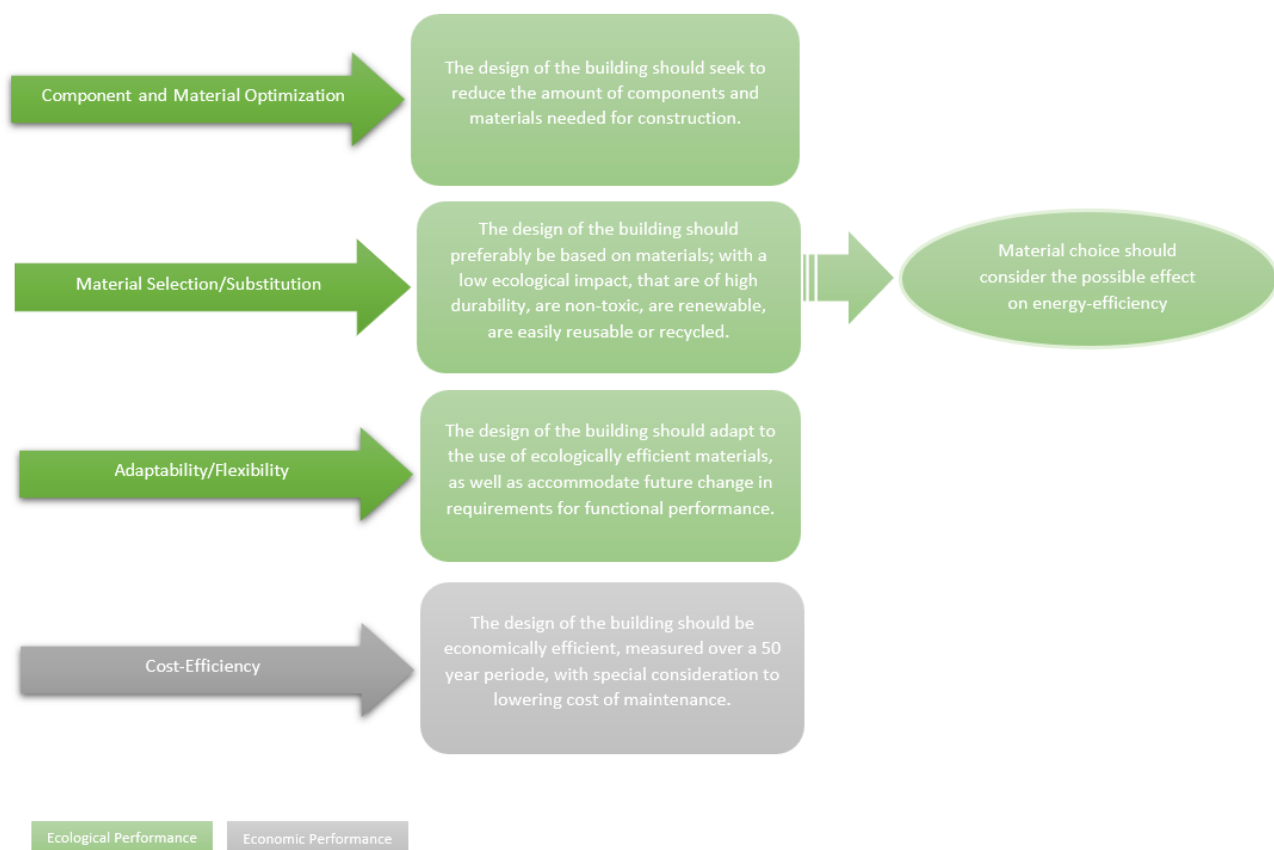 Component and Material Optimization
The design of the building should seek to
reduce the amount of components and
materials needed for construction.
Material Selection/Substitution
The design of the building should
preferably be based on materials; with a
low ecological impact, that are of high
durability, are non-toxic, are renewable,
are easily reusable or recycled.
Material choice should
consider the possible effect
on energy-efficiency
Adaptability/Flexibility
The design of the building should adapt to
the use of ecologically efficient materials,
as well as accommodate future change in
requirements for functional performance.
Cost-Efficiency
The design of the building should be
economically efficient, measured over a 50
year periode, with special consideration to
lowering cost of maintenance.
Ecological Performance
Economic Performance